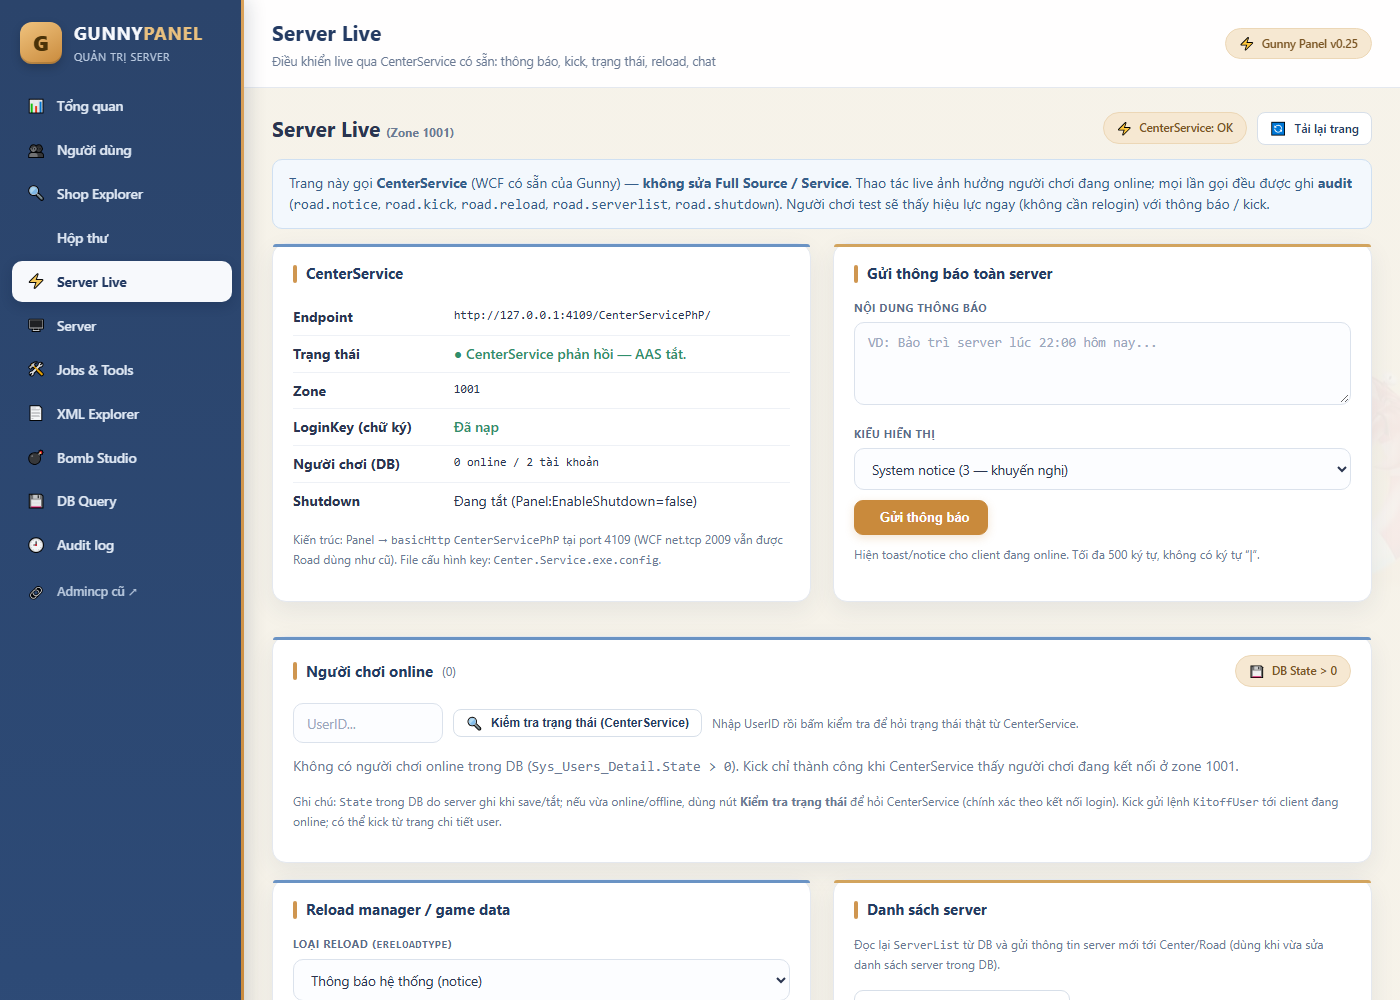 G
GUNNYPANEL
QUẢN TRỊ SERVER
Tổng quan
Người dùng
Shop Explorer
Hộp thư
Server Live
Server
Jobs & Tools
XML Explorer
Bomb Studio
DB Query
Audit log
Admincp cũ ↗
Server Live
Điều khiển live qua CenterService có sẵn: thông báo, kick, trạng thái, reload, chat
Gunny Panel v0.25
Server Live (Zone 1001)
CenterService: OK
Tải lại trang
Trang này gọi CenterService (WCF có sẵn của Gunny) — không sửa Full Source / Service. Thao tác live ảnh hưởng người chơi đang online; mọi lần gọi đều được ghi audit
(road.notice, road.kick, road.reload, road.serverlist, road.shutdown). Người chơi test sẽ thấy hiệu lực ngay (không cần relogin) với thông báo / kick.
CenterService
Endpoint http://127.0.0.1:4109/CenterServicePhP/
Trạng thái ● CenterService phản hồi — AAS tắt.
Zone 1001
LoginKey (chữ ký) Đã nạp
Người chơi (DB) 0 online / 2 tài khoản
Shutdown Đang tắt (Panel:EnableShutdown=false)
Kiến trúc: Panel → basicHttp CenterServicePhP tại port 4109 (WCF net.tcp 2009 vẫn được
Road dùng như cũ). File cấu hình key: Center.Service.exe.config.
Gửi thông báo toàn server
NỘI DUNG THÔNG BÁO
VD: Bảo trì server lúc 22:00 hôm nay...
KIỂU HIỂN THỊ
System notice (3 — khuyến nghị)
Gửi thông báo
Hiện toast/notice cho client đang online. Tối đa 500 ký tự, không có ký tự “|”.
Người chơi online (0)
DB State > 0
UserID...
Kiểm tra trạng thái (CenterService)
Nhập UserID rồi bấm kiểm tra để hỏi trạng thái thật từ CenterService.
Không có người chơi online trong DB (Sys_Users_Detail.State > 0). Kick chỉ thành công khi CenterService thấy người chơi đang kết nối ở zone 1001.
Ghi chú: State trong DB do server ghi khi save/tắt; nếu vừa online/offline, dùng nút Kiểm tra trạng thái để hỏi CenterService (chính xác theo kết nối login). Kick gửi lệnh KitoffUser tới client đang
online; có thể kick từ trang chi tiết user.
Reload manager / game data
LOẠI RELOAD (ERELOADTYPE)
Thông báo hệ thống (notice)
Danh sách server
Đọc lại ServerList từ DB và gửi thông tin server mới tới Center/Road (dùng khi vừa sửa
danh sách server trong DB).